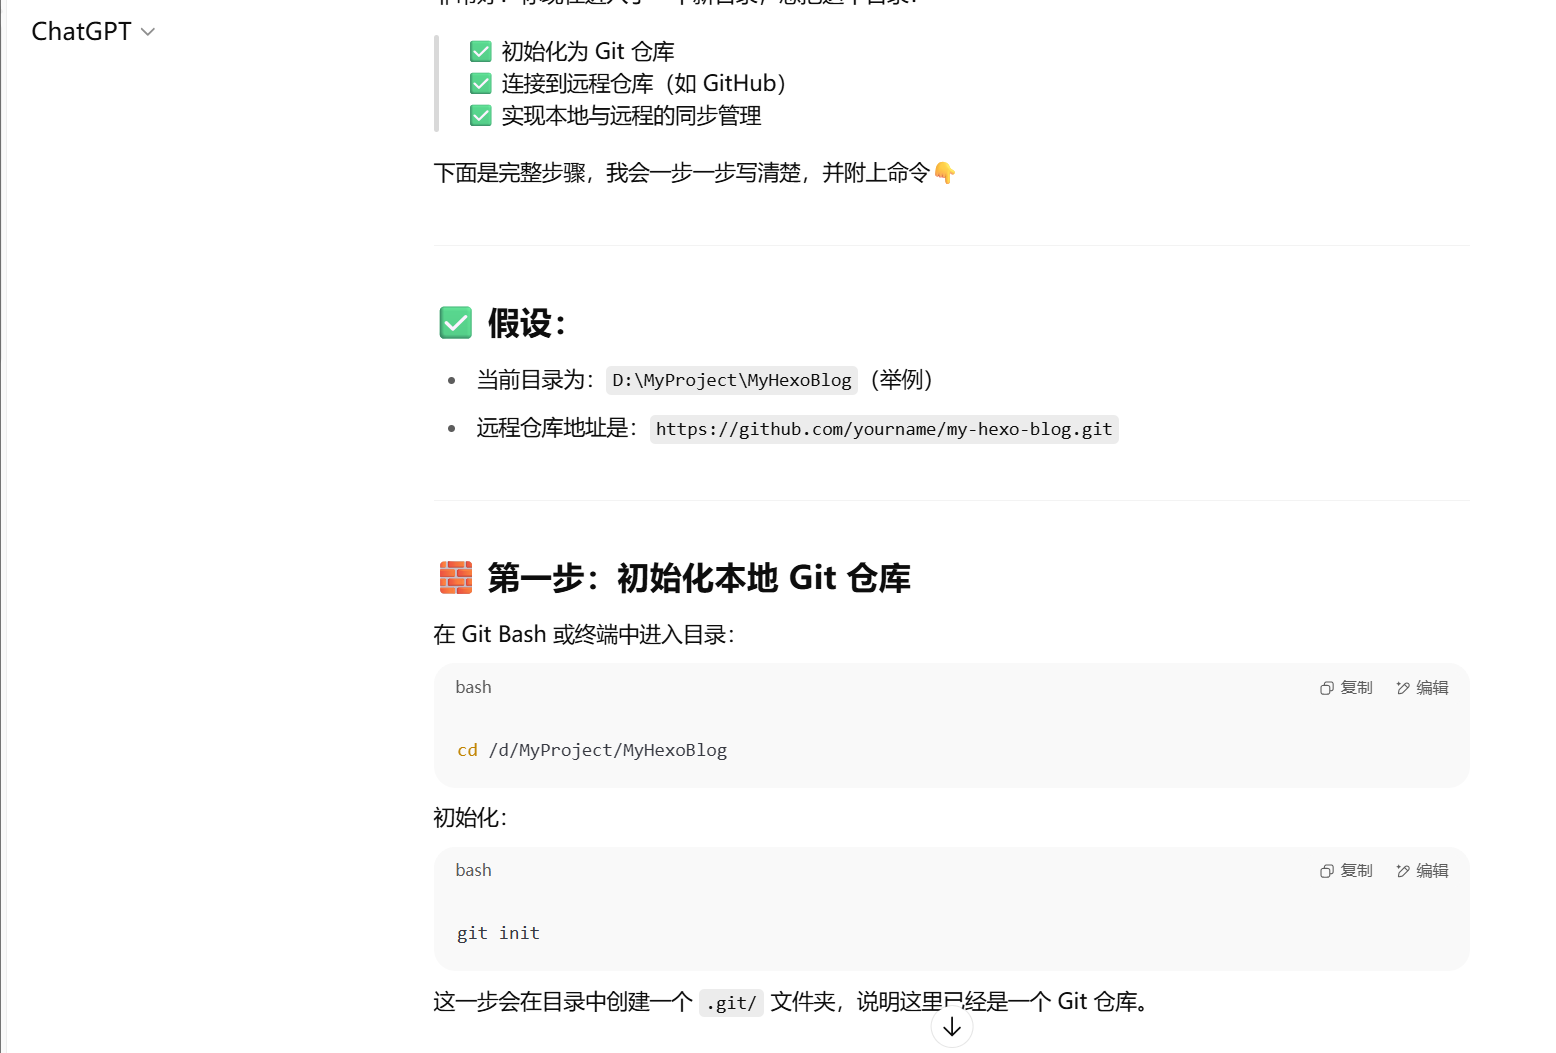 ChatGPT
✅ 初始化为 Git 仓库
✅ 连接到远程仓库（如 GitHub）
✅ 实现本地与远程的同步管理
下面是完整步骤，我会一步一步写清楚，并附上命令👇
✅ 假设：
• 当前目录为：D:\MyProject\MyHexoBlog（举例）
• 远程仓库地址是：https://github.com/yourname/my-hexo-blog.git
🧱 第一步：初始化本地 Git 仓库
在 Git Bash 或终端中进入目录：
bash 复制 编辑
cd /d/MyProject/MyHexoBlog
初始化：
bash 复制 编辑
git init
这一步会在目录中创建一个 .git/ 文件夹，说明这里已经是一个 Git 仓库。